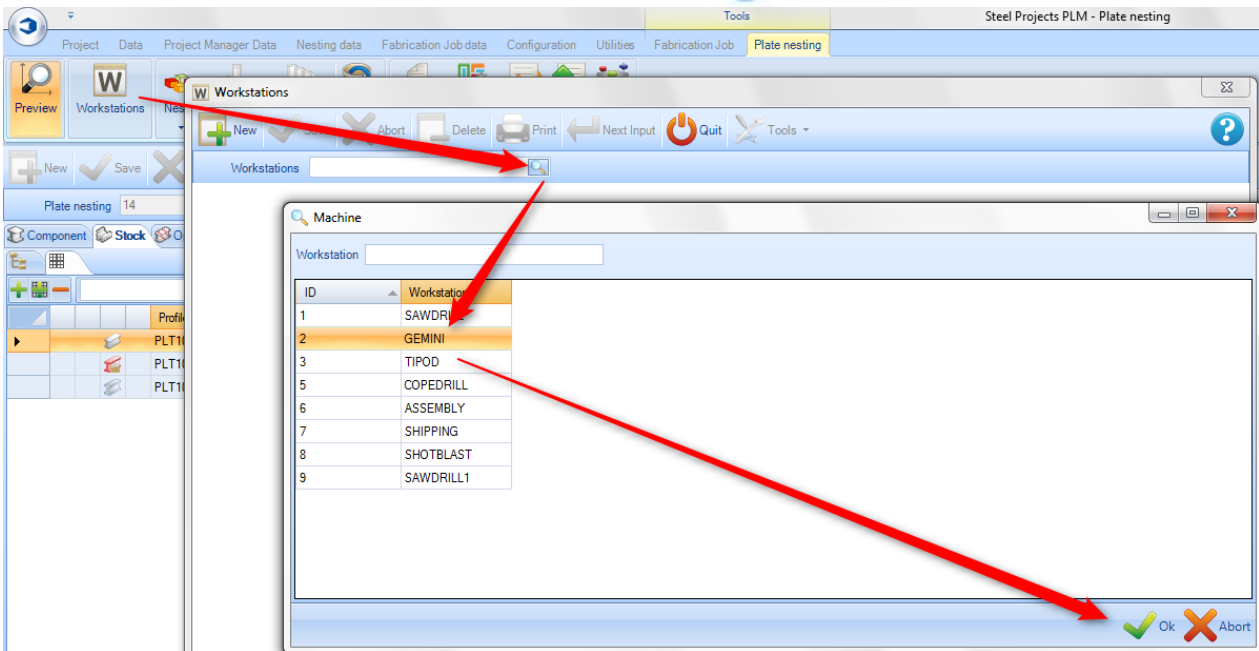 Tools
Steel Projects PLM - Plate nesting
Project Data Project Manager Data Nesting data Fabrication Job data Configuration Utilities Fabrication Job Plate nesting
W
Preview Workstations
W Workstations
New Abort Delete Print Next Input Quit Tools ?
New Save
Workstations
Plate nesting 14
Machine
Component Stock
Workstation
ID Workstation
1
2 GEMINI
3 TIPOD
5 COPEDRILL
6 ASSEMBLY
7 SHIPPING
8 SHOTBLAST
9 SAWDRILL1
Ok Abort